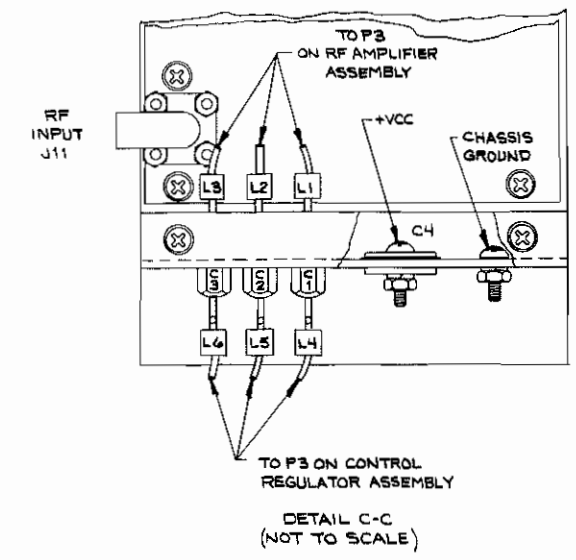 TO P3
ON RF AMPLIFIER
ASSEMBLY
RF
INPUT
J11
+VCC
CHASSIS
GROUND
L3
L2
L1
C4
C3
C2
C1
L6
L5
L4
TO P3 ON CONTROL
REGULATOR ASSEMBLY
DETAIL C-C
(NOT TO SCALE)